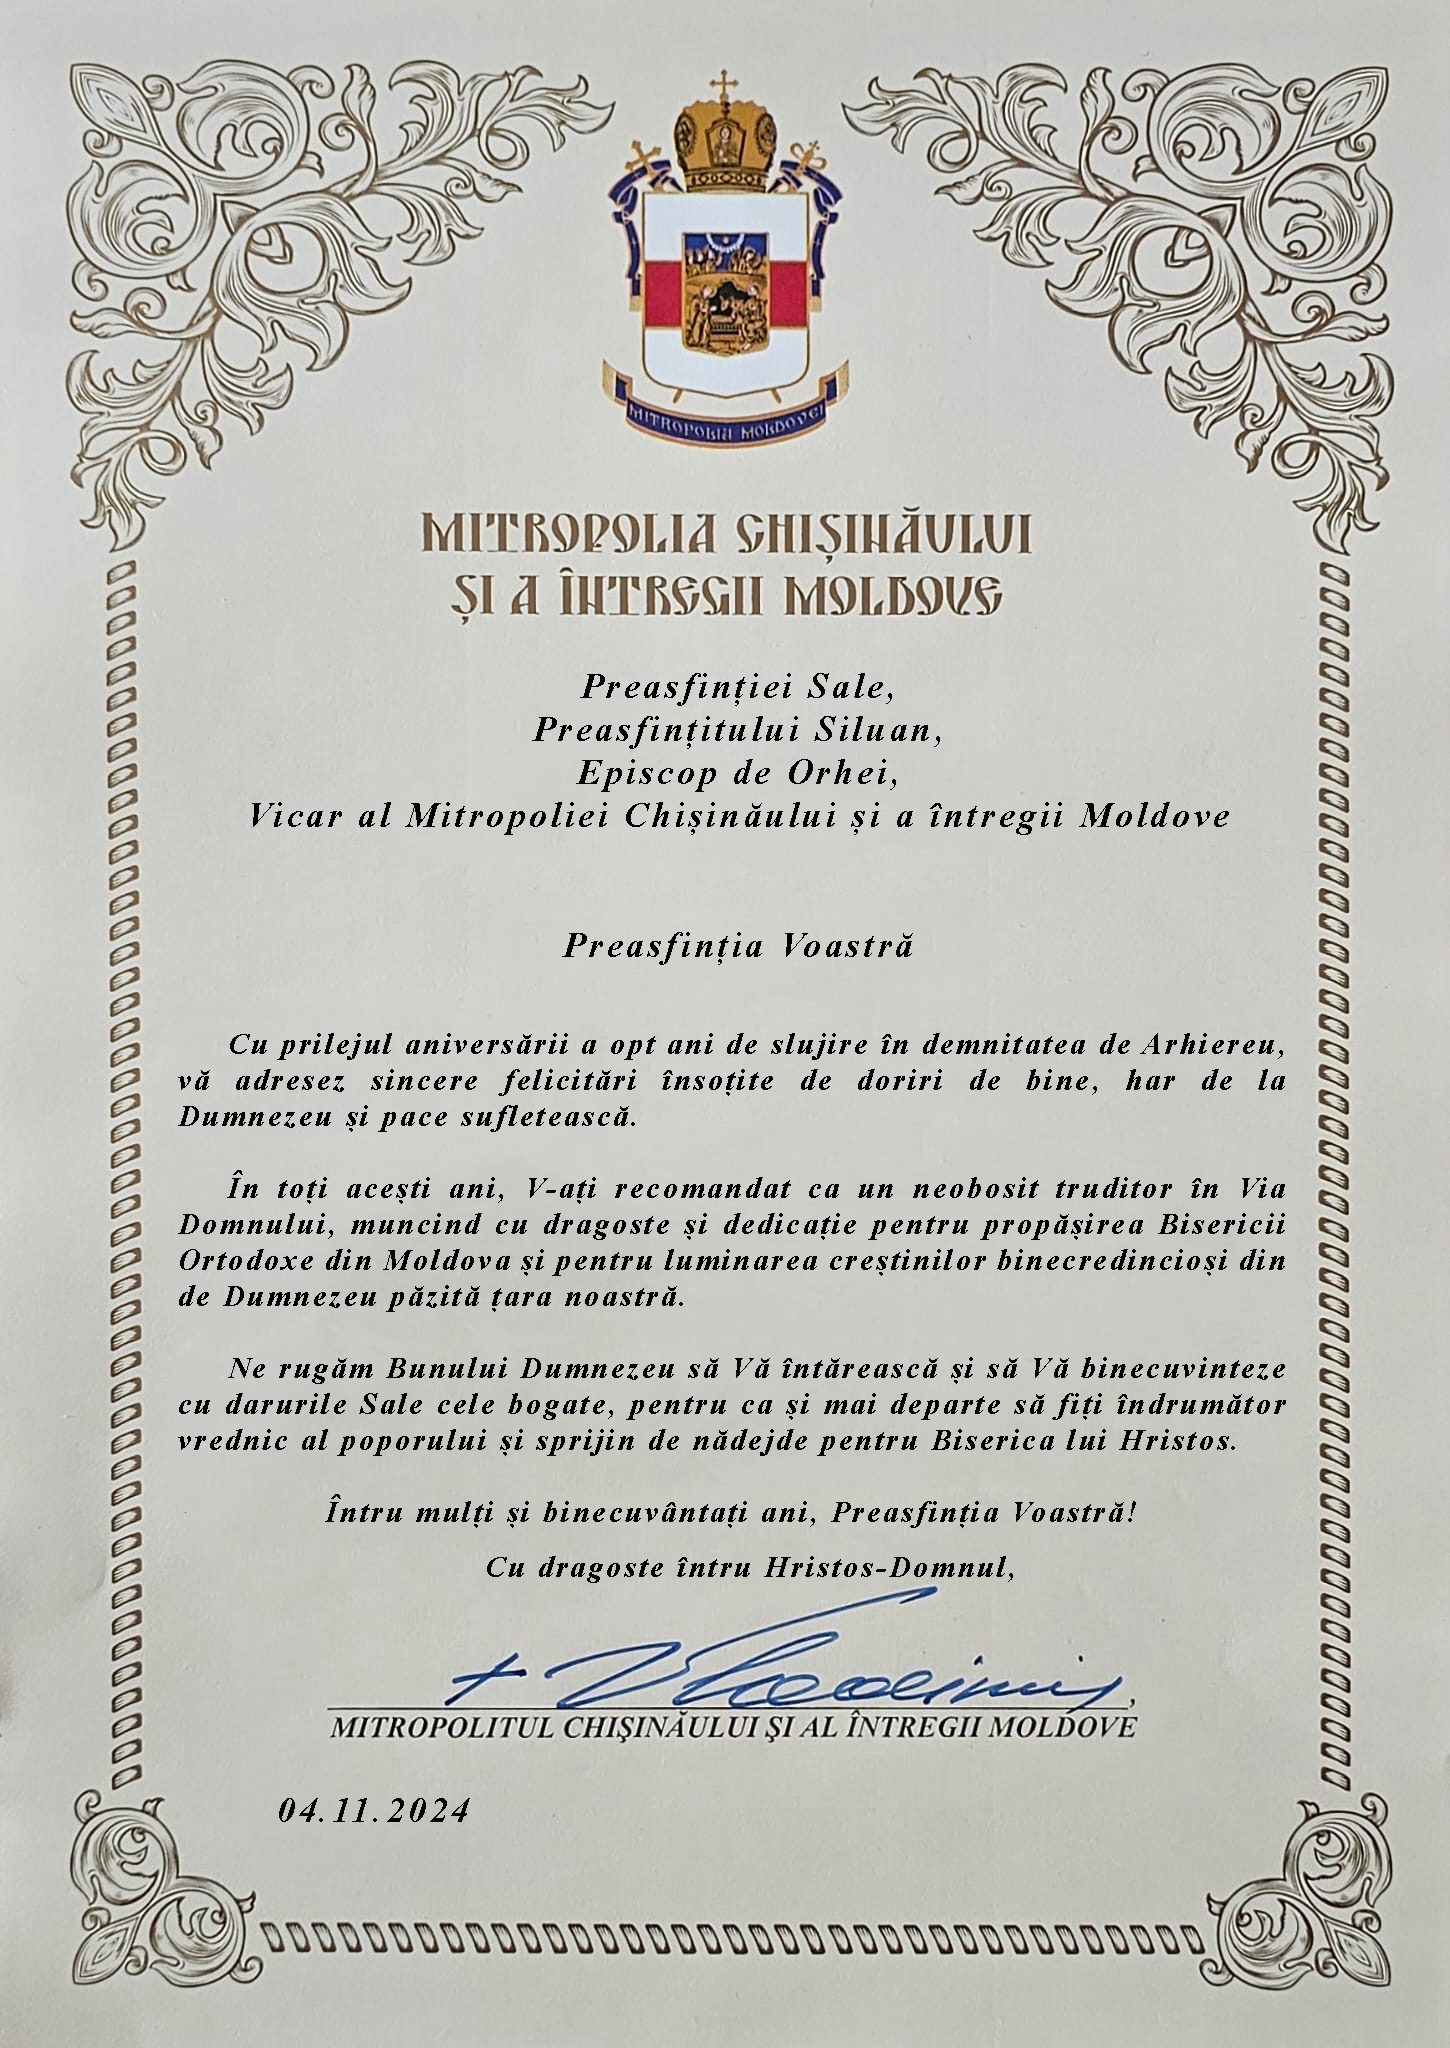 MITROPOLIA MOLDOVEI
MITROPOLIA CHIȘINĂULUI
ȘI A ÎNTREGII MOLDOVE
Preasfinției Sale,
Preasfințitului Siluan,
Episcop de Orhei,
Vicar al Mitropoliei Chișinăului și a întregii Moldove
Preasfinția Voastră
Cu prilejul aniversării a opt ani de slujire în demnitatea de Arhiereu,
vă adresez sincere felicitări însoțite de doriri de bine, har de la
Dumnezeu și pace sufletească.
În toți acești ani, V-ați recomandat ca un neobosit truditor în Via
Domnului, muncind cu dragoste și dedicație pentru propășirea Bisericii
Ortodoxe din Moldova și pentru luminarea creștinilor binecredincioși din
de Dumnezeu păzită țara noastră.
Ne rugăm Bunului Dumnezeu să Vă întărească și să Vă binecuvinteze
cu darurile Sale cele bogate, pentru ca și mai departe să fiți îndrumător
vrednic al poporului și sprijin de nădejde pentru Biserica lui Hristos.
Întru mulți și binecuvântați ani, Preasfinția Voastră!
Cu dragoste întru Hristos-Domnul,
+ Vladimir,
MITROPOLITUL CHIŞINĂULUI ŞI AL ÎNTREGII MOLDOVE
04.11.2024